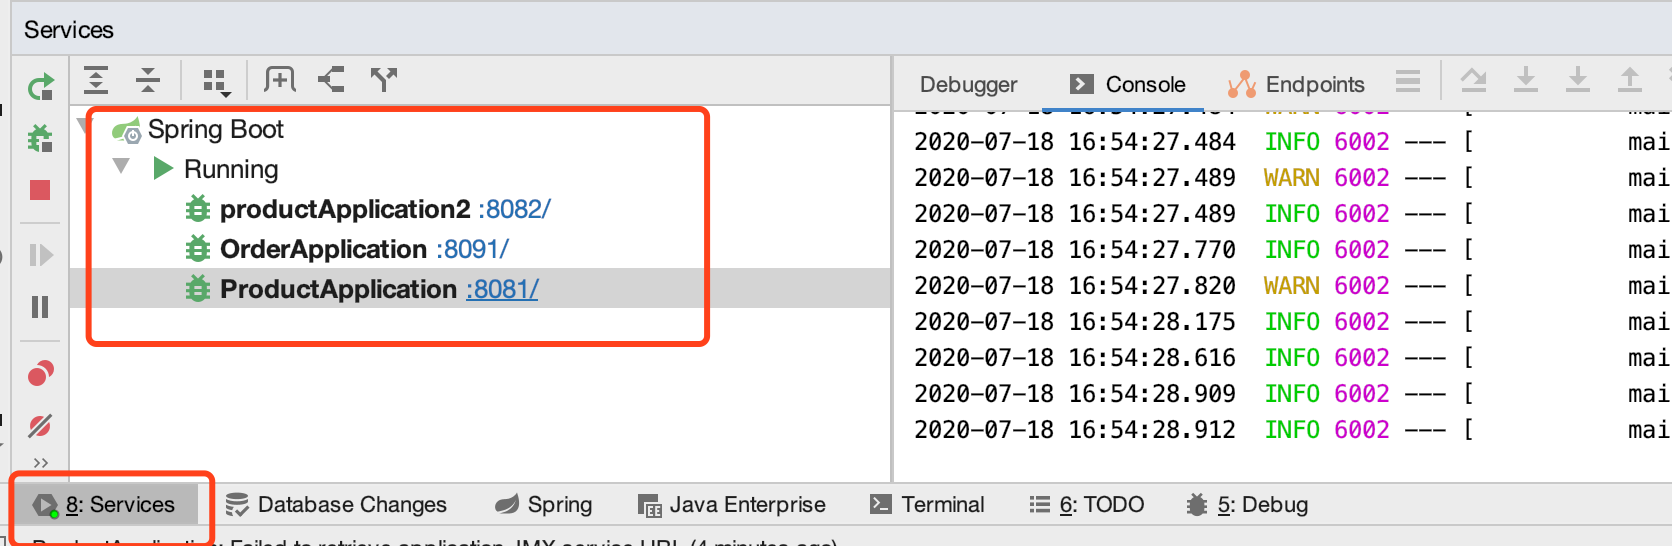 Services
Debugger
Console
Endpoints
Spring Boot
Running
productApplication2 :8082/
OrderApplication :8091/
ProductApplication :8081/
2020-07-18 16:54:27.484 INFO 6002 --- [ mai
2020-07-18 16:54:27.489 WARN 6002 --- [ mai
2020-07-18 16:54:27.489 INFO 6002 --- [ mai
2020-07-18 16:54:27.770 INFO 6002 --- [ mai
2020-07-18 16:54:27.820 WARN 6002 --- [ mai
2020-07-18 16:54:28.175 INFO 6002 --- [ mai
2020-07-18 16:54:28.616 INFO 6002 --- [ mai
2020-07-18 16:54:28.909 INFO 6002 --- [ mai
2020-07-18 16:54:28.912 INFO 6002 --- [ mai
8: Services
Database Changes
Spring
Java Enterprise
Terminal
6: TODO
5: Debug
ProductApplication: Failed to retrieve application JMX service URL (4 minutes ago)